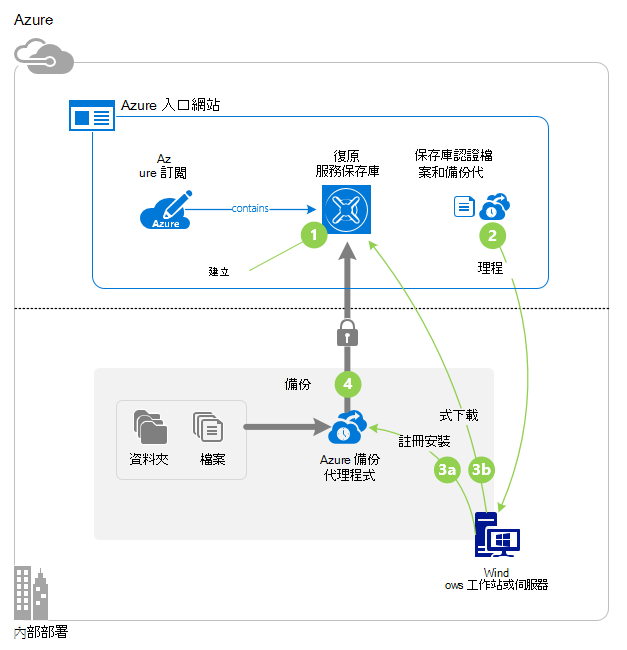 Azure
Azure 入口網站
Az
ure 訂閱
Azure
contains
復原
服務保存庫
保存庫認證檔
案和備份代
1
2
建立
理程
備份
4
式下載
註冊安裝
3a
3b
資料夾
檔案
Azure 備份
代理程式
Wind
ows 工作站或伺服器
內部部署